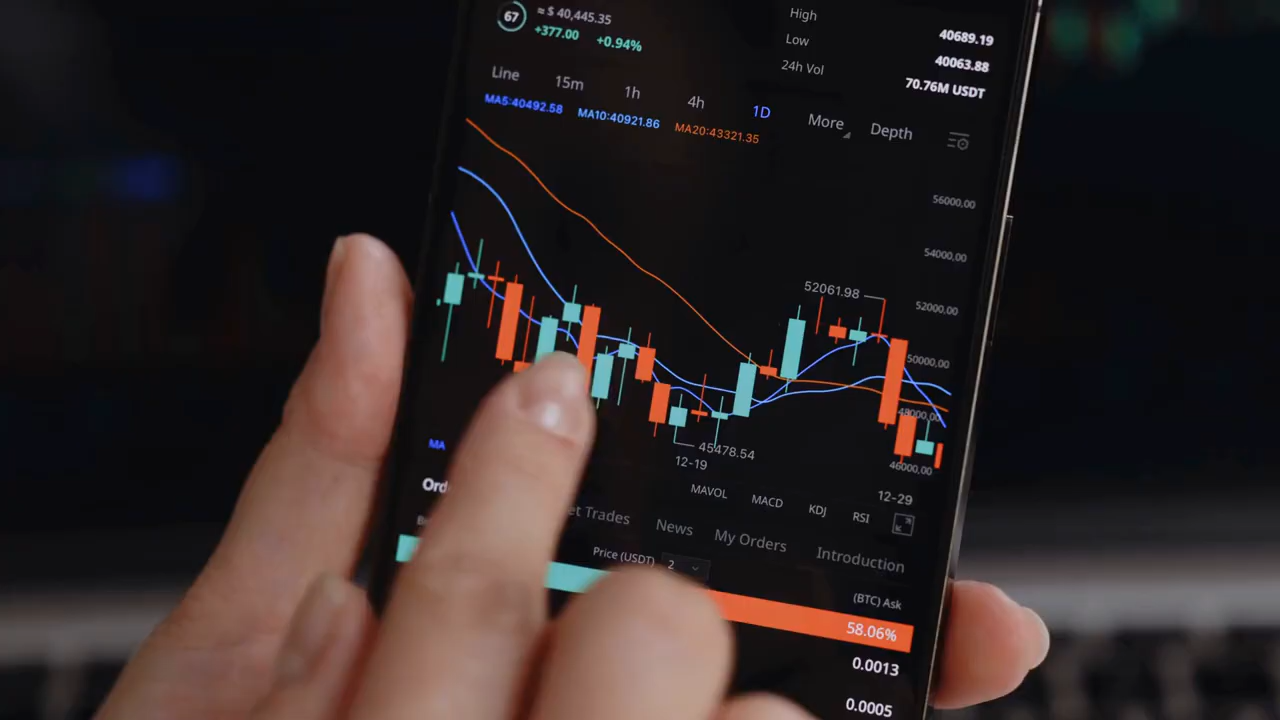 67
≈ $ 40,445.35
+377.00 +0.94%
High 40689.19
Low 40063.88
24h Vol 70.76M USDT
Line 15m 1h 4h 1D More Depth
MA5:40492.58 MA10:40921.86 MA20:43321.35
56000.00
54000.00
52061.98
52000.00
50000.00
48000.00
45478.54
46000.00
12-19
12-29
MA
MAVOL MACD KDJ RSI
Trades News My Orders Introduction
Price (USDT) 2
(BTC) Ask
58.06%
0.0013
0.0005